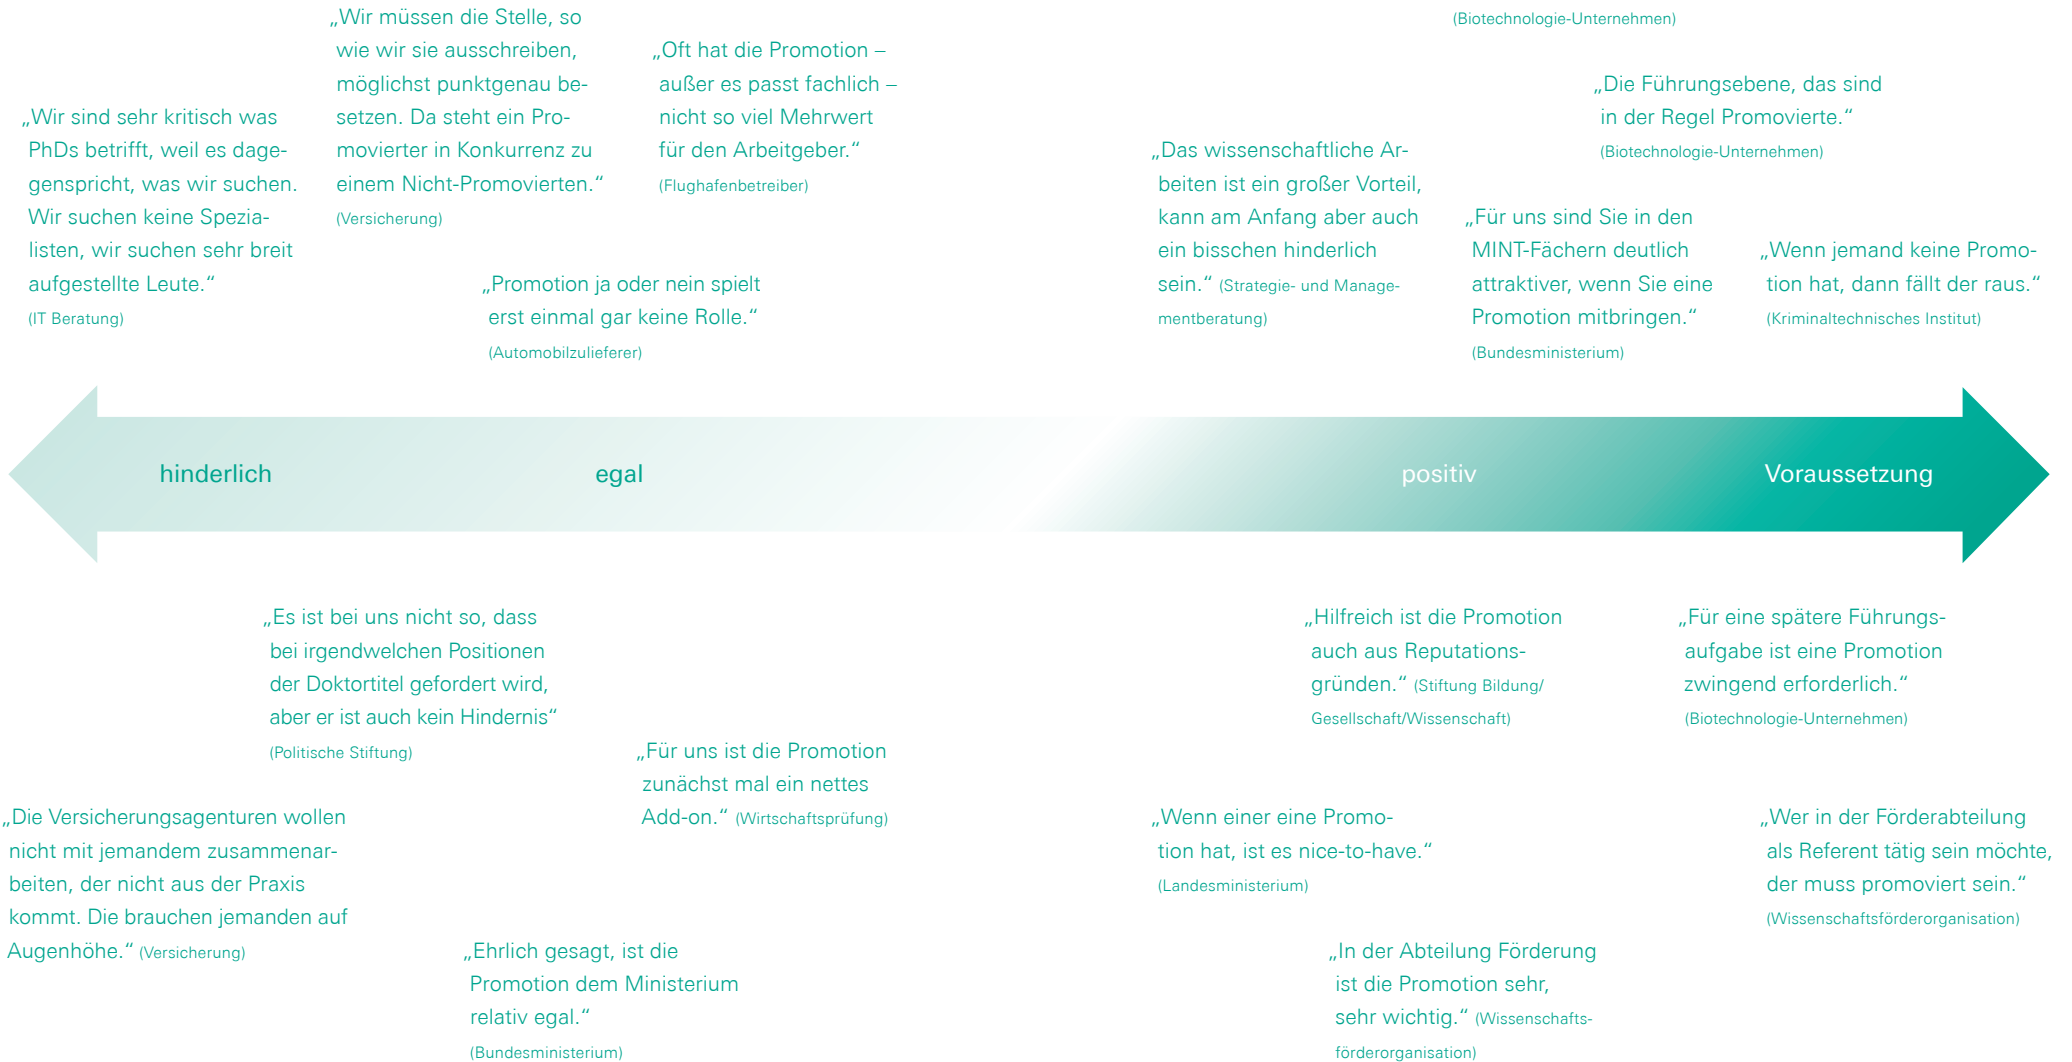 „Wir sind sehr kritisch was
PhDs betrifft, weil es dage-
genspricht, was wir suchen.
Wir suchen keine Spezia-
listen, wir suchen sehr breit
aufgestellte Leute.“
(IT Beratung)
„Wir müssen die Stelle, so
wie wir sie ausschreiben,
möglichst punktgenau be-
setzen. Da steht ein Pro-
movierter in Konkurrenz zu
einem Nicht-Promovierten.“
(Versicherung)
„Oft hat die Promotion –
außer es passt fachlich –
nicht so viel Mehrwert
für den Arbeitgeber.“
(Flughafenbetreiber)
„Promotion ja oder nein spielt
erst einmal gar keine Rolle.“
(Automobilzulieferer)
(Biotechnologie-Unternehmen)
„Die Führungsebene, das sind
in der Regel Promovierte.“
(Biotechnologie-Unternehmen)
„Das wissenschaftliche Ar-
beiten ist ein großer Vorteil,
kann am Anfang aber auch
ein bisschen hinderlich
sein.“ (Strategie- und Manage-
mentberatung)
„Für uns sind Sie in den
MINT-Fächern deutlich
attraktiver, wenn Sie eine
Promotion mitbringen.“
(Bundesministerium)
„Wenn jemand keine Promo-
tion hat, dann fällt der raus.“
(Kriminaltechnisches Institut)
hinderlich
egal
positiv
Voraussetzung
„Es ist bei uns nicht so, dass
bei irgendwelchen Positionen
der Doktortitel gefordert wird,
aber er ist auch kein Hindernis“
(Politische Stiftung)
„Für uns ist die Promotion
zunächst mal ein nettes
Add-on.“ (Wirtschaftsprüfung)
„Die Versicherungsagenturen wollen
nicht mit jemandem zusammenar-
beiten, der nicht aus der Praxis
kommt. Die brauchen jemanden auf
Augenhöhe.“ (Versicherung)
„Ehrlich gesagt, ist die
Promotion dem Ministerium
relativ egal.“
(Bundesministerium)
„Hilfreich ist die Promotion
auch aus Reputations-
gründen.“ (Stiftung Bildung/
Gesellschaft/Wissenschaft)
„Für eine spätere Führungs-
aufgabe ist eine Promotion
zwingend erforderlich.“
(Biotechnologie-Unternehmen)
„Wenn einer eine Promo-
tion hat, ist es nice-to-have.“
(Landesministerium)
„Wer in der Förderabteilung
als Referent tätig sein möchte,
der muss promoviert sein.“
(Wissenschaftsförderorganisation)
„In der Abteilung Förderung
ist die Promotion sehr,
sehr wichtig.“ (Wissenschafts-
förderorganisation)